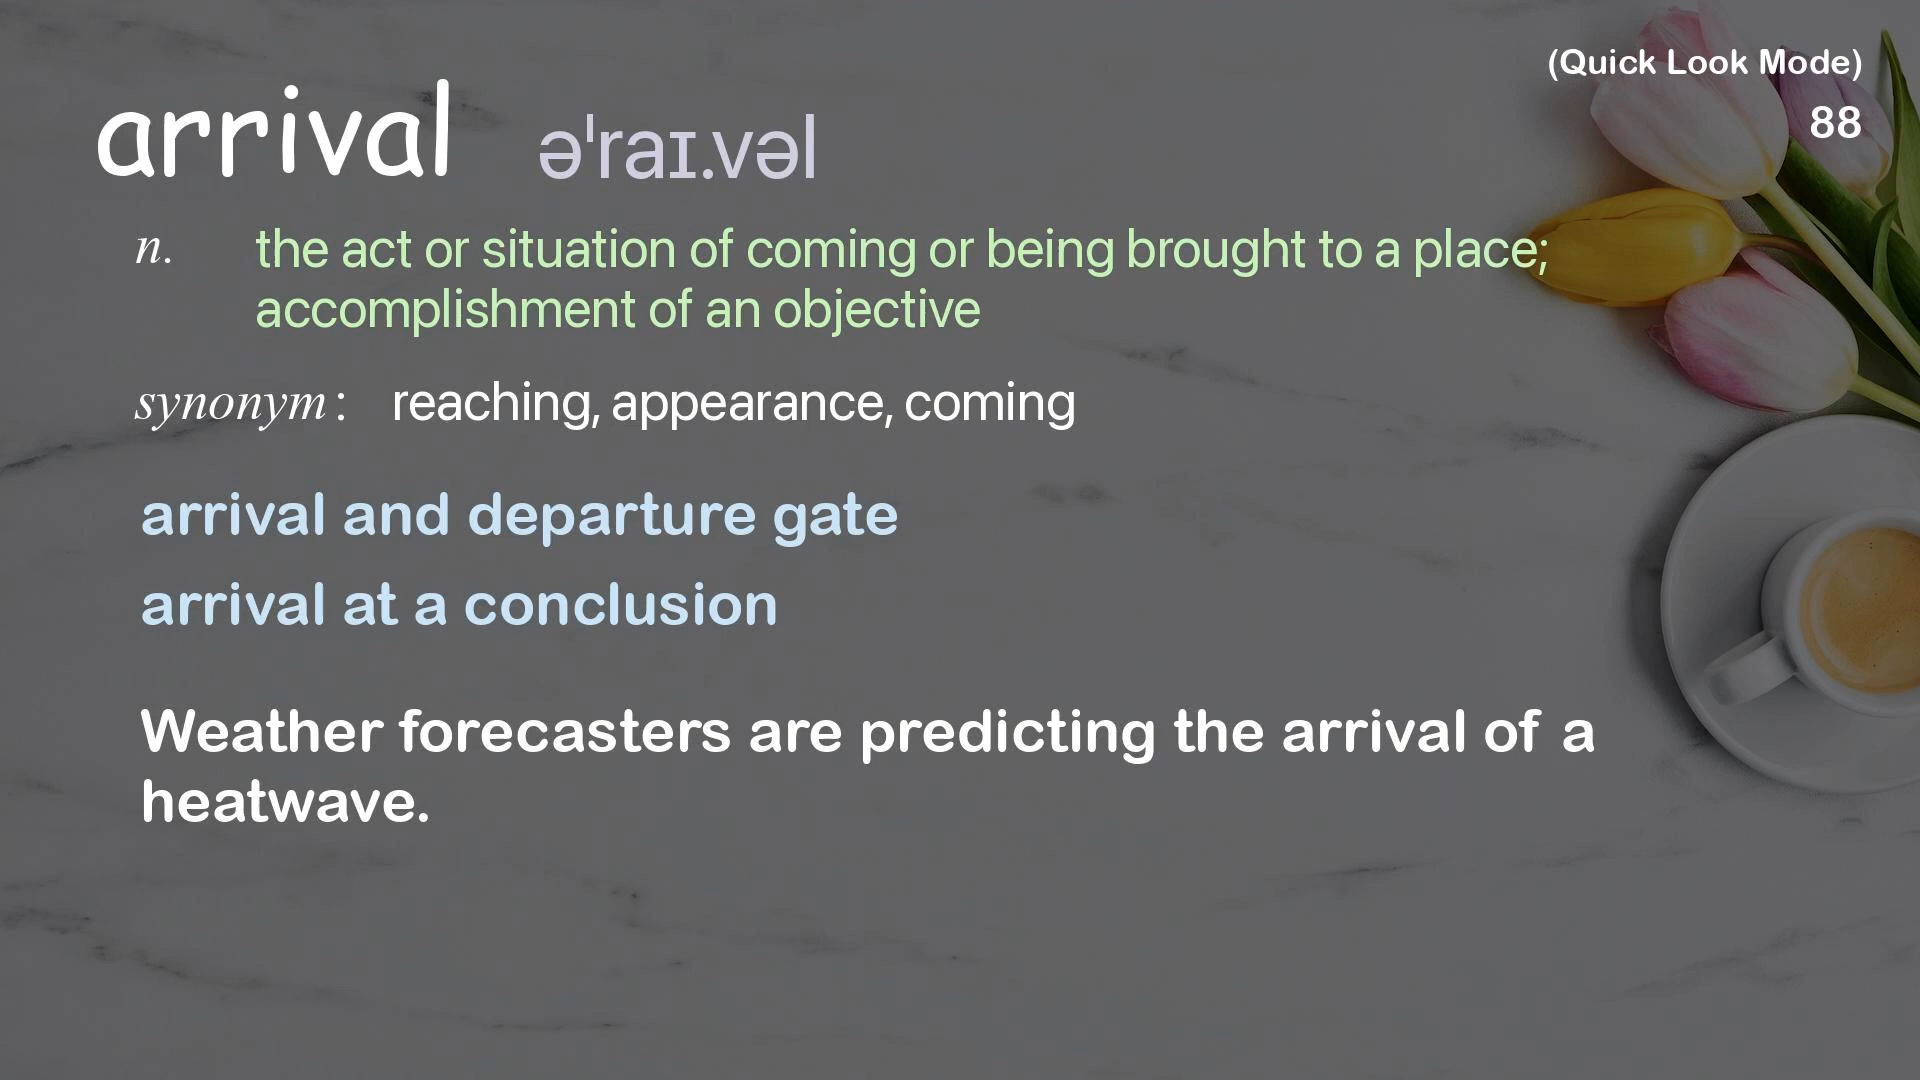 (Quick Look Mode)
88
arrival əˈraɪ.vəl
n. the act or situation of coming or being brought to a place;
accomplishment of an objective
synonym: reaching, appearance, coming
arrival and departure gate
arrival at a conclusion
Weather forecasters are predicting the arrival of a
heatwave.